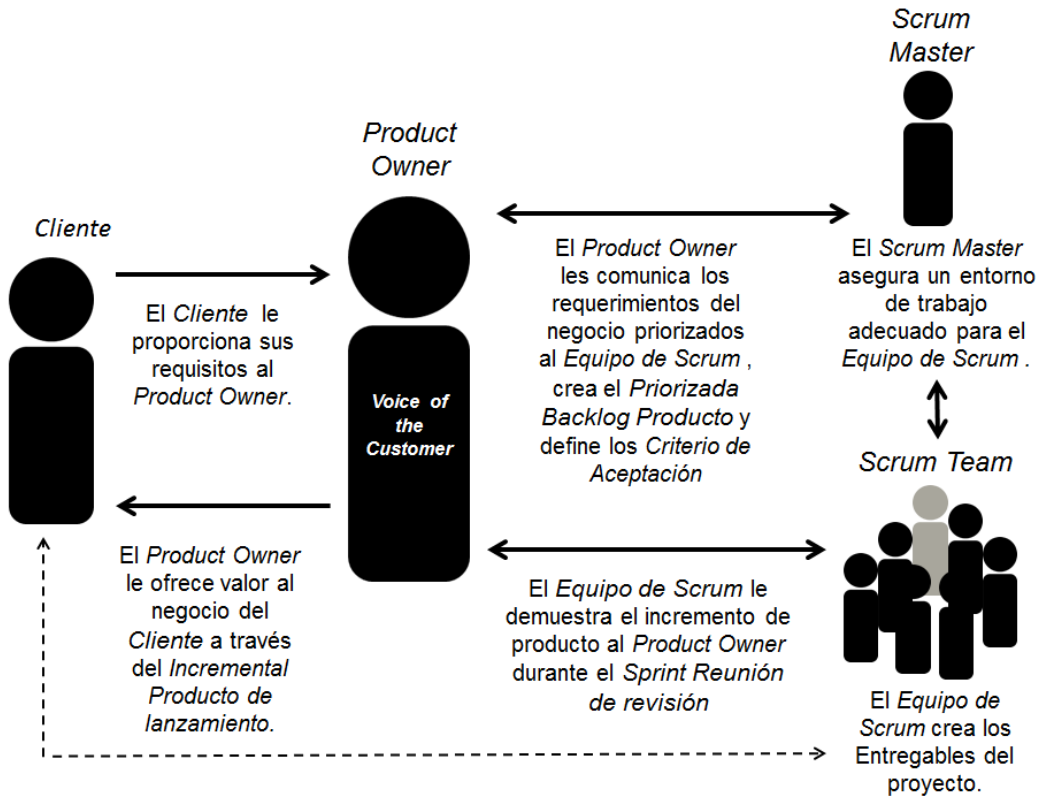 Scrum
Master
Product
Owner
Cliente
El Cliente le
proporciona sus
requisitos al
Product Owner.
Voice of
the
Customer
El Product Owner
le ofrece valor al
negocio del
Cliente a través
del Incremental
Producto de
lanzamiento.
El Product Owner
les comunica los
requerimientos del
negocio priorizados
al Equipo de Scrum ,
crea el Priorizada
Backlog Producto y
define los Criterio de
Aceptación
El Scrum Master
asegura un entorno
de trabajo
adecuado para el
Equipo de Scrum .
Scrum Team
El Equipo de Scrum le
demuestra el incremento de
producto al Product Owner
durante el Sprint Reunión
de revisión
El Equipo de
Scrum crea los
Entregables del
proyecto.